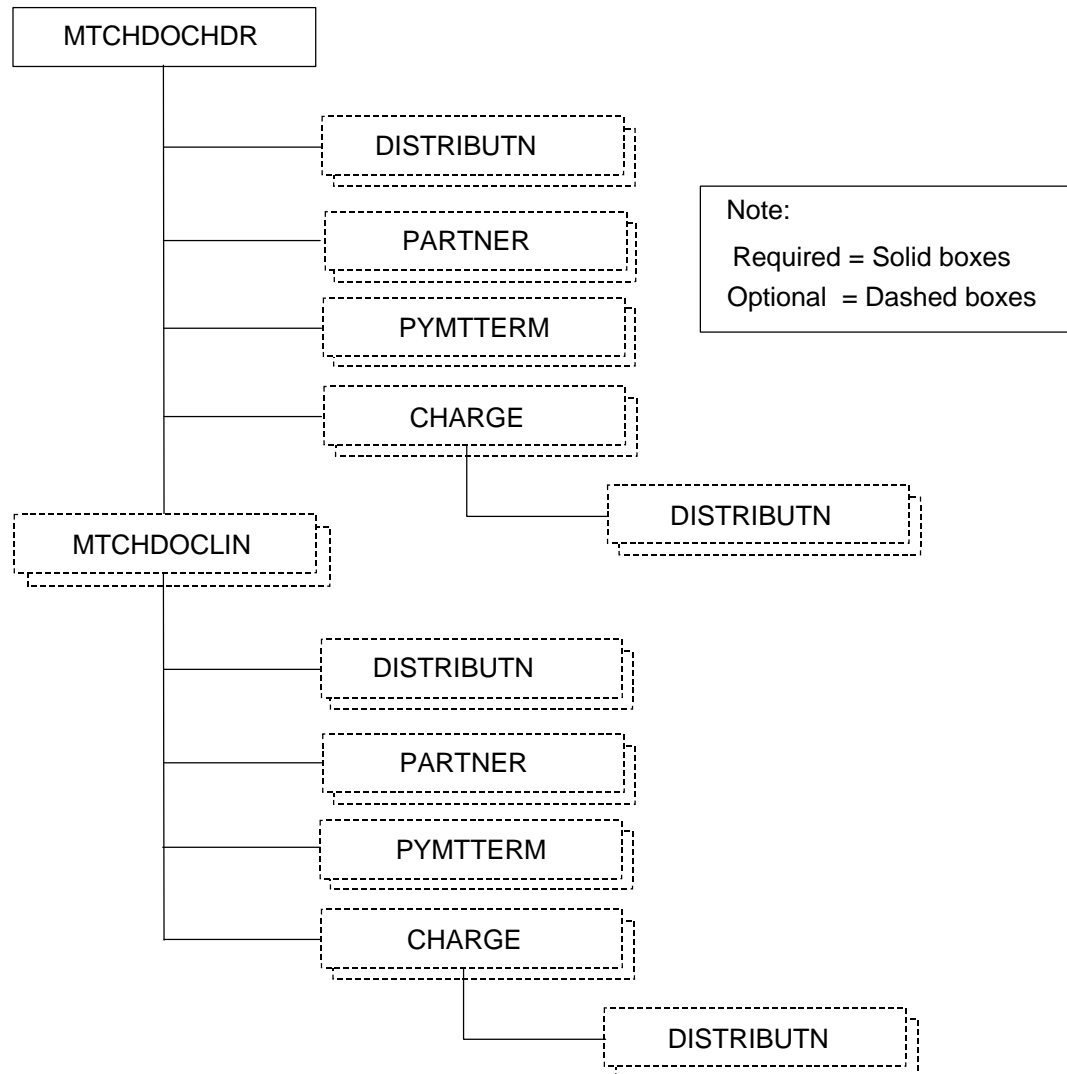 MTCHDOCHDR
DISTRIBUTN
PARTNER
PYMTTERM
CHARGE
DISTRIBUTN
Note:
Required = Solid boxes
Optional = Dashed boxes
MTCHDOCLIN
DISTRIBUTN
PARTNER
PYMTTERM
CHARGE
DISTRIBUTN